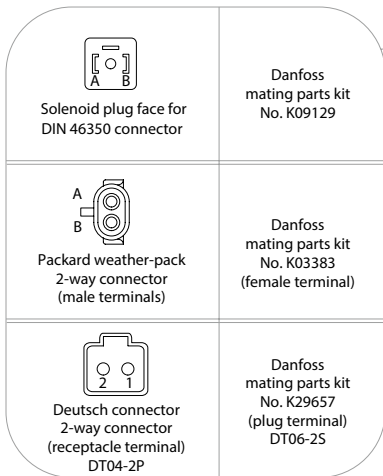 A B
Solenoid plug face for
DIN 46350 connector
Danfoss
mating parts kit
No. K09129
A
B
Packard weather-pack
2-way connector
(male terminals)
Danfoss
mating parts kit
No. K03383
(female terminal)
2 1
Deutsch connector
2-way connector
(receptacle terminal)
DT04-2P
Danfoss
mating parts kit
No. K29657
(plug terminal)
DT06-2S